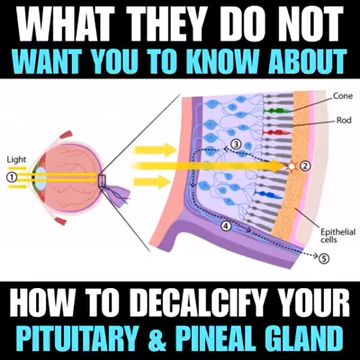 WHAT THEY DO NOT
WANT YOU TO KNOW ABOUT
Cone
Rod
Light
1
2
3
4
5
Epithelial
cells
HOW TO DECALCIFY YOUR
PITUITARY & PINEAL GLAND